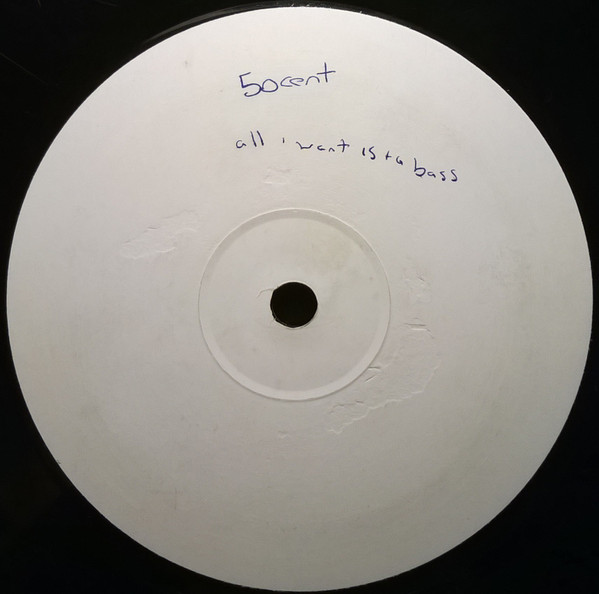 50cent
all i want is ta bass